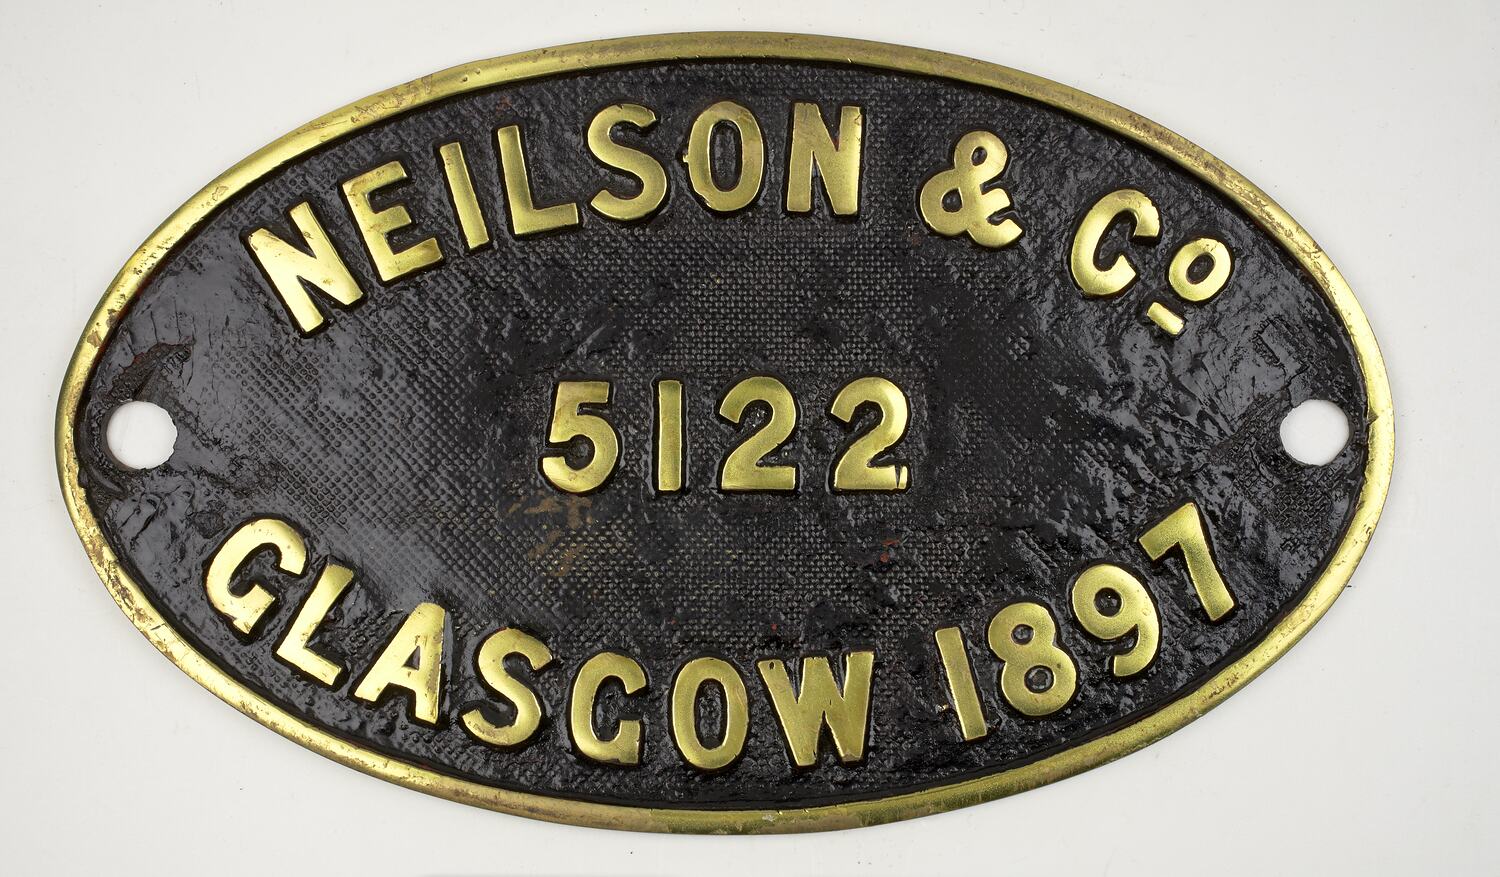 NEILSON & Cº
5122
GLASGOW 1897